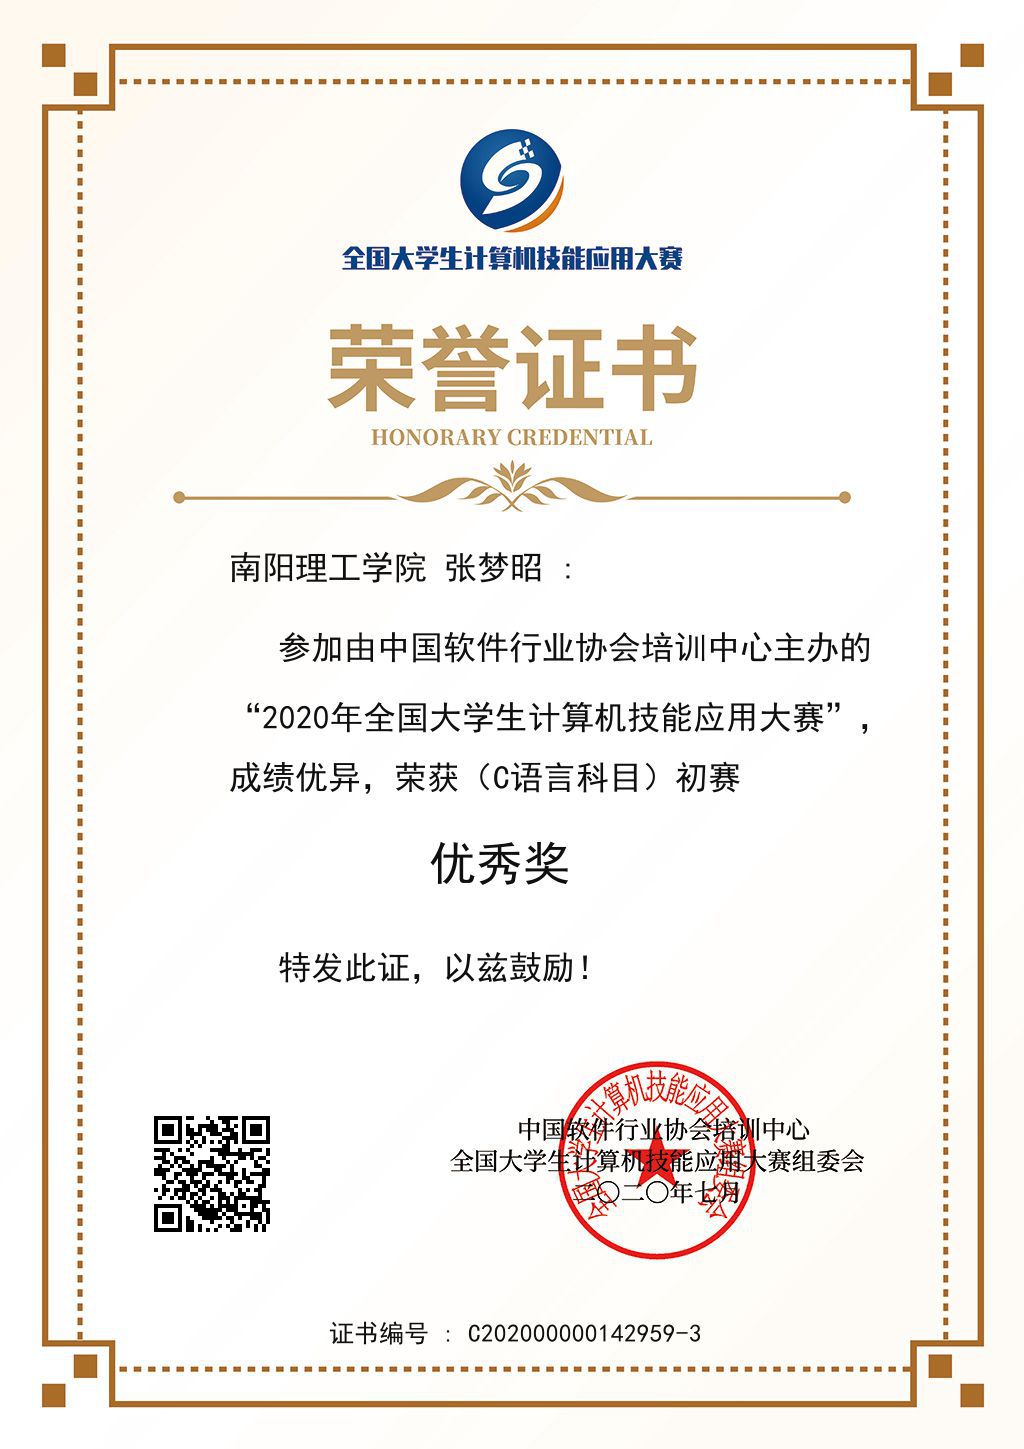 全国大学生计算机技能应用大赛
荣誉证书
HONORARY CREDENTIAL
南阳理工学院 张梦昭 :
参加由中国软件行业协会培训中心主办的
“2020年全国大学生计算机技能应用大赛”，
成绩优异，荣获（C语言科目）初赛
优秀奖
特发此证，以兹鼓励！
全国大学生计算机技能应用大赛组委会
中国软件行业协会培训中心
全国大学生计算机技能应用大赛组委会
二〇二〇年七月
证书编号 : C202000000142959-3